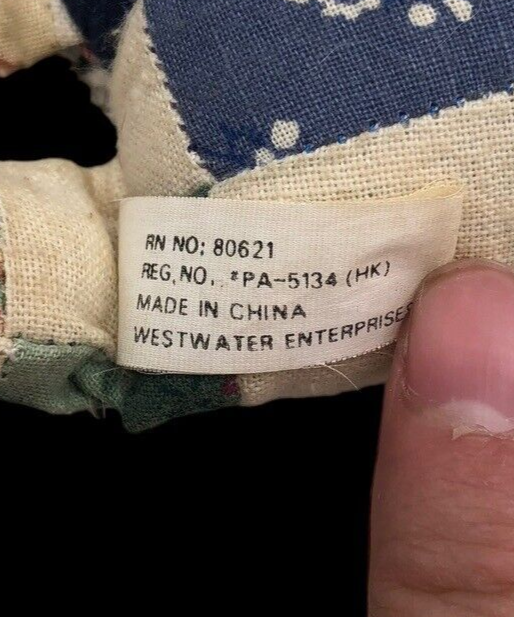 RN NO: 80621
REG. NO. *PA-5134 (HK)
MADE IN CHINA
WESTWATER ENTERPRISES